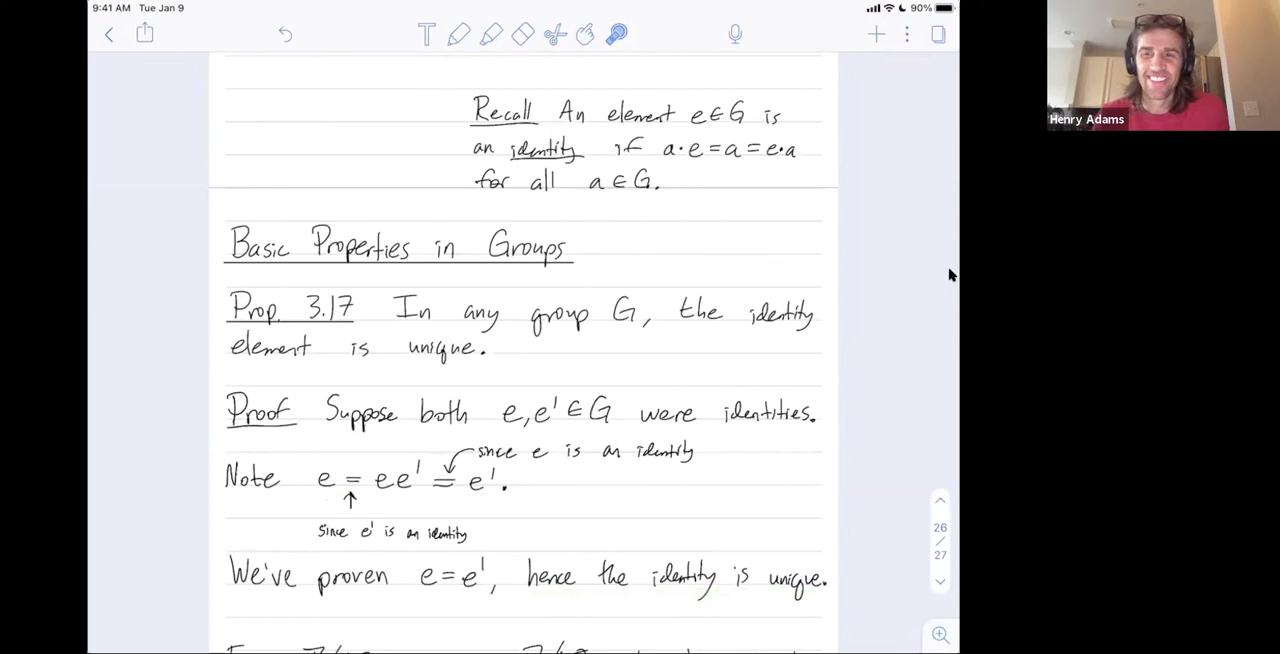 9:41 AM Tue Jan 9
90%
Henry Adams
Recall An element e∈G is
an identity if a·e=a=e·a
for all a∈G.
Basic Properties in Groups
Prop. 3.17 In any group G, the identity
element is unique.
Proof Suppose both e,e'∈G were identities.
since e is an identity
Note e = ee' = e'.
since e' is an identity
We've proven e=e', hence the identity is unique.
26
/
27